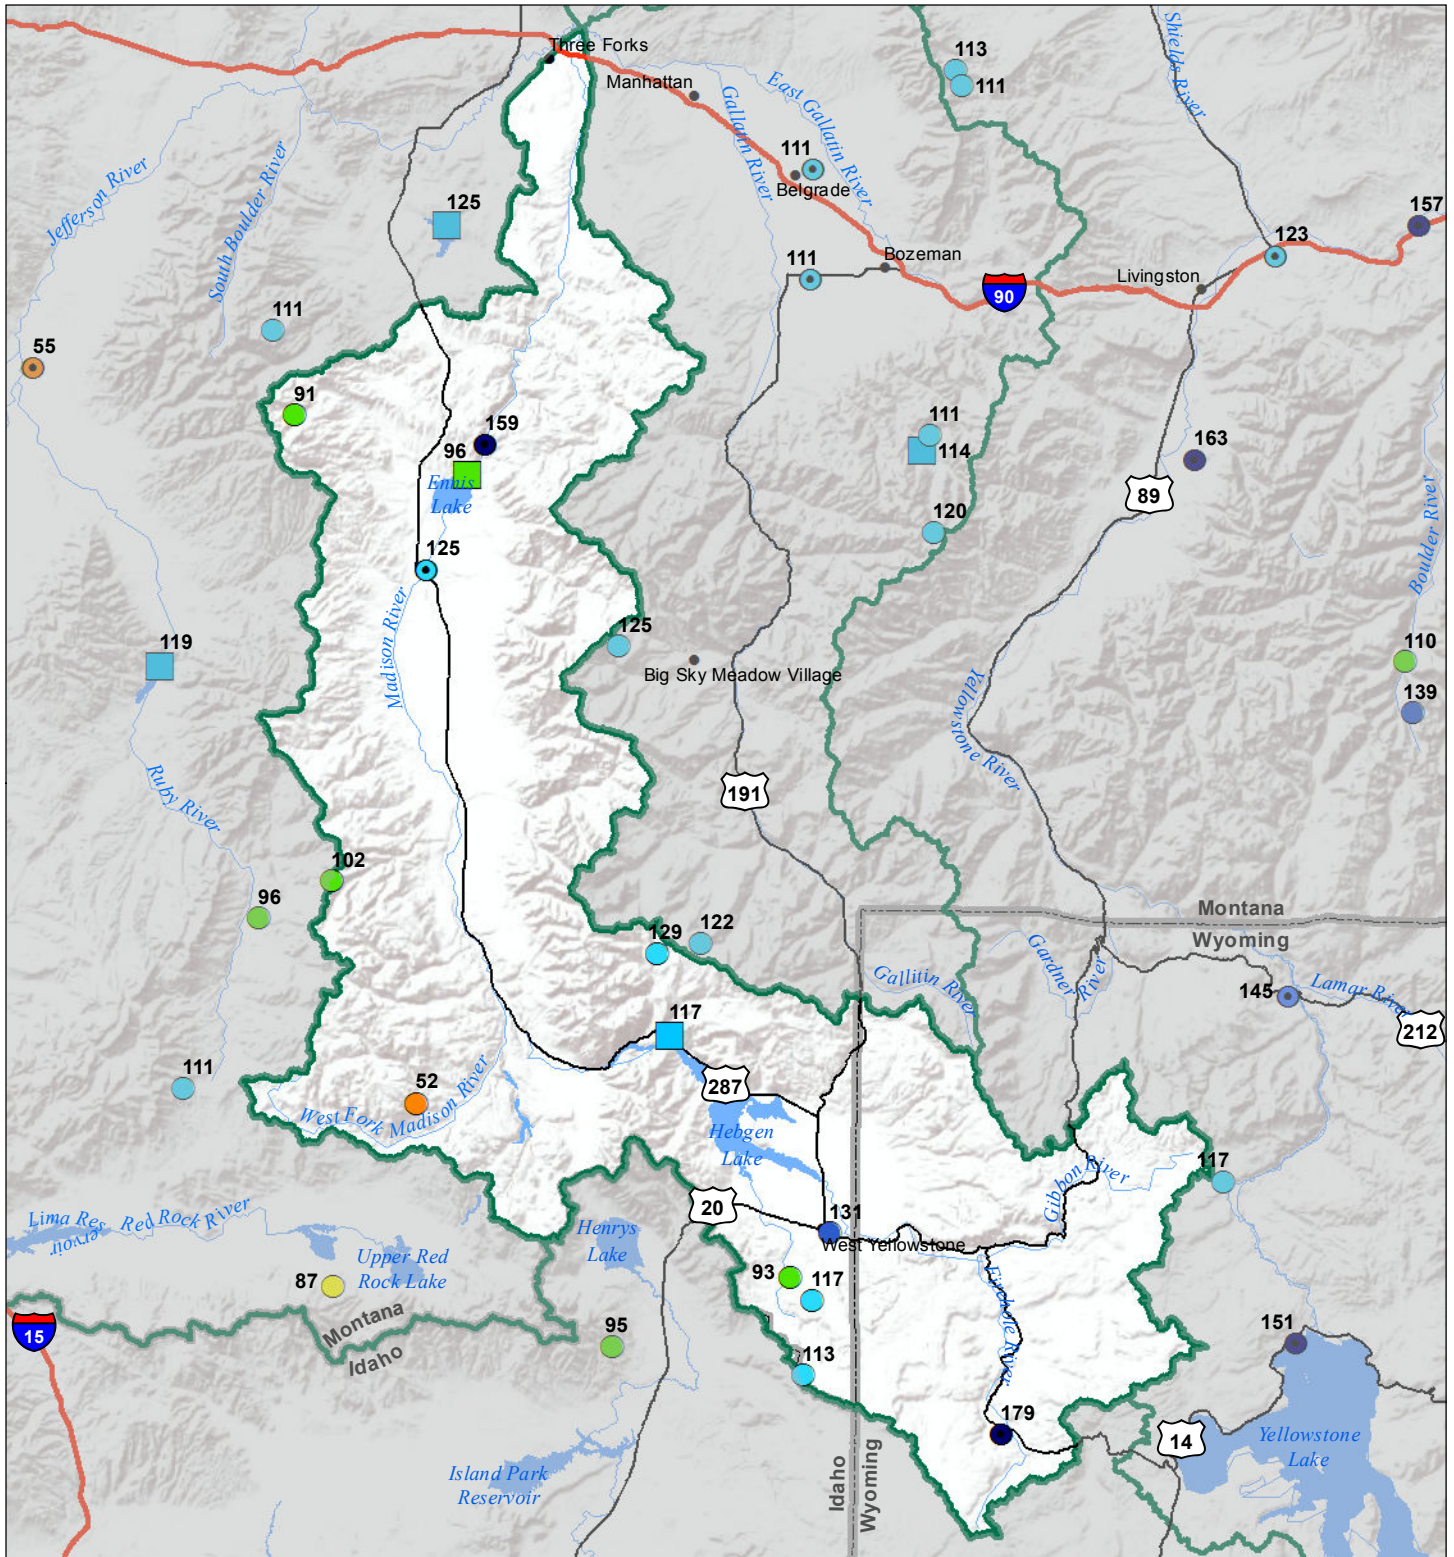 Three Forks
Manhattan
Shields River
113
111
Gallatin River
East Gallatin River
Jefferson River
South Boulder River
111
Belgrade
125
157
123
Bozeman
111
Livingston
90
111
55
91
159
96
Ennis
Lake
111
114
163
89
120
Boulder River
125
Madison River
125
Big Sky Meadow Village
119
110
139
Yellowstone River
191
Ruby River
102
96
129
122
Montana
Wyoming
Gallitin River
Gardner River
145
Lamar River
212
117
111
52
287
West Fork Madison River
Hebgen
Lake
Gibbon River
117
20
131
West Yellowstone
Lima Reservoir
Red Rock River
Henrys
Lake
Upper Red
Rock Lake
87
93
117
Firehole River
15
Montana
Idaho
95
151
113
179
14
Yellowstone
Lake
Island Park
Reservoir
Idaho
Wyoming